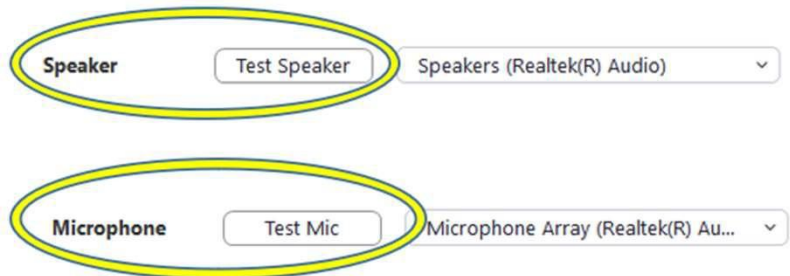 Speaker Test Speaker Speakers (Realtek(R) Audio)
Microphone Test Mic Microphone Array (Realtek(R) Au...